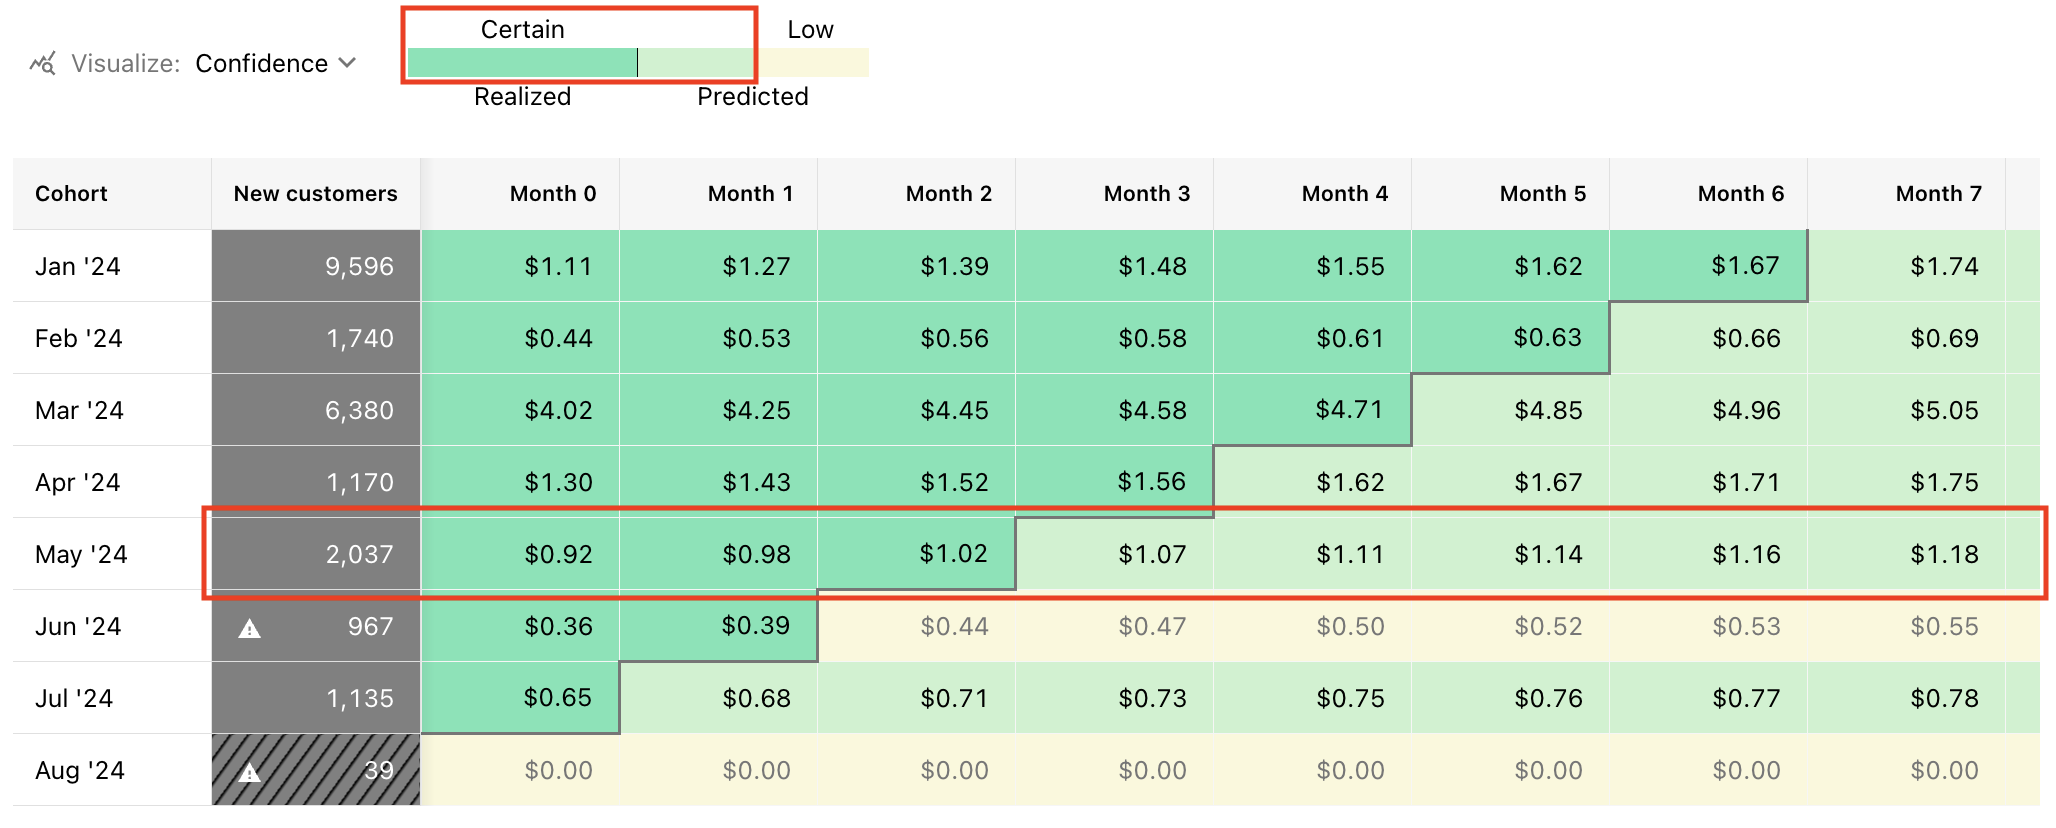 Certain Low
Visualize: Confidence
Realized Predicted
Cohort New customers Month 0 Month 1 Month 2 Month 3 Month 4 Month 5 Month 6 Month 7
Jan '24 9,596 $1.11 $1.27 $1.39 $1.48 $1.55 $1.62 $1.67 $1.74
Feb '24 1,740 $0.44 $0.53 $0.56 $0.58 $0.61 $0.63 $0.66 $0.69
Mar '24 6,380 $4.02 $4.25 $4.45 $4.58 $4.71 $4.85 $4.96 $5.05
Apr '24 1,170 $1.30 $1.43 $1.52 $1.56 $1.62 $1.67 $1.71 $1.75
May '24 2,037 $0.92 $0.98 $1.02 $1.07 $1.11 $1.14 $1.16 $1.18
Jun '24 967 $0.36 $0.39 $0.44 $0.47 $0.50 $0.52 $0.53 $0.55
Jul '24 1,135 $0.65 $0.68 $0.71 $0.73 $0.75 $0.76 $0.77 $0.78
Aug '24 39 $0.00 $0.00 $0.00 $0.00 $0.00 $0.00 $0.00 $0.00